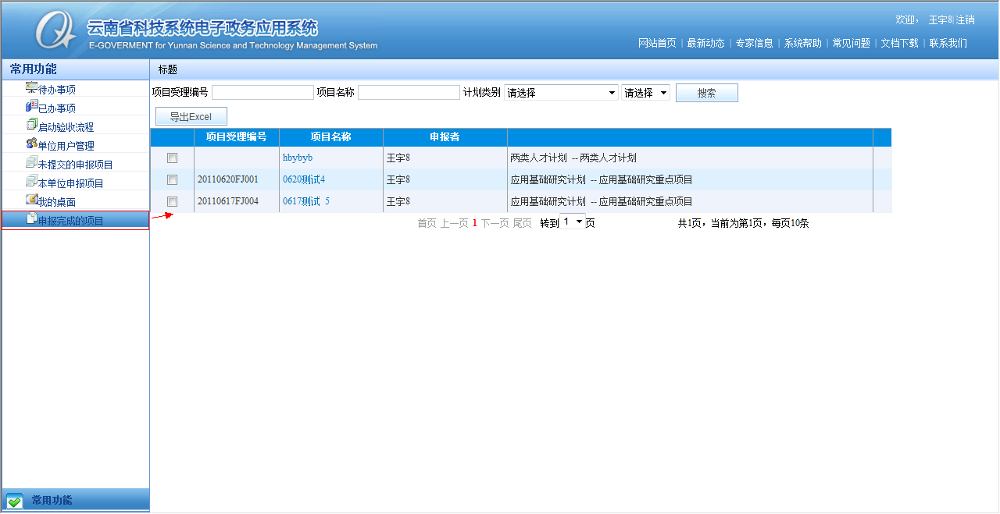 云南省科技系统电子政务应用系统
E-GOVERMENT for Yunnan Science and Technology Management System
欢迎， 王宇8|注销
网站首页 | 最新动态 | 专家信息 | 系统帮助 | 常见问题 | 文档下载 | 联系我们
常用功能
待办事项
已办事项
启动验收流程
单位用户管理
未提交的申报项目
本单位申报项目
我的桌面
申报完成的项目
常用功能
标题
项目受理编号 项目名称 计划类别 请选择 请选择 搜索
导出Excel
项目受理编号 项目名称 申报者
hbybyb 王宇8 两类人才计划 -- 两类人才计划
20110620FJ001 0620测试4 王宇8 应用基础研究计划 -- 应用基础研究重点项目
20110617FJ004 0617测试 5 王宇8 应用基础研究计划 -- 应用基础研究重点项目
首页 上一页 1 下一页 尾页 转到 1 页 共1页，当前为第1页，每页10条